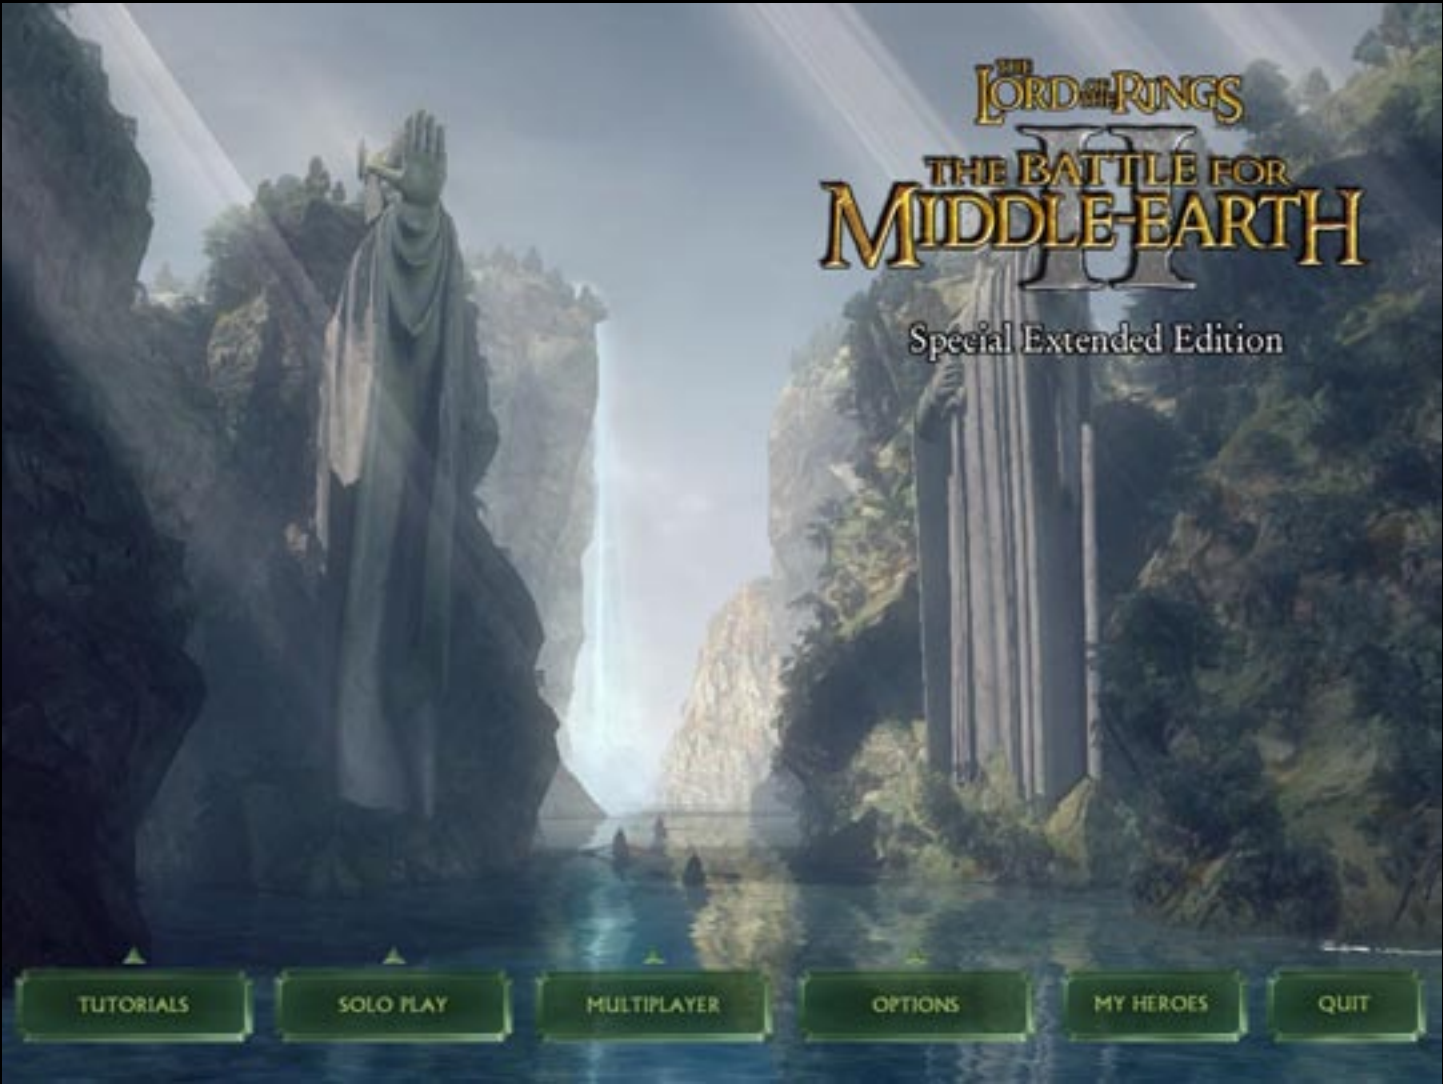 THE
LORD OF THE RINGS
II
THE BATTLE FOR
MIDDLE-EARTH
Special Extended Edition
TUTORIALS
SOLO PLAY
MULTIPLAYER
OPTIONS
MY HEROES
QUIT